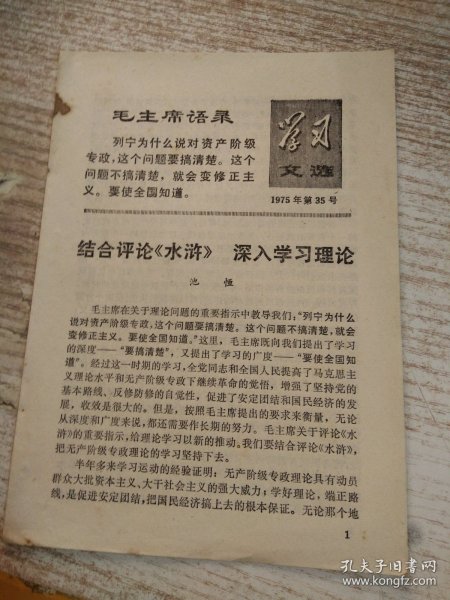 毛主席语录
列宁为什么说对资产阶级
专政，这个问题要搞清楚。这个
问题不搞清楚，就会变修正主
义。要使全国知道。
学习
文选
1975年第35号
结合评论《水浒》 深入学习理论
池 恒
毛主席在关于理论问题的重要指示中教导我们：“列宁为什么
说对资产阶级专政，这个问题要搞清楚。这个问题不搞清楚，就会
变修正主义。要使全国知道。”这里，毛主席既向我们提出了学习
的深度——“要搞清楚”，又提出了学习的广度——“要使全国知
道”。经过这一时期的学习，全党同志和全国人民提高了马克思主
义理论水平和无产阶级专政下继续革命的觉悟，增强了坚持党的
基本路线、反修防修的自觉性，促进了安定团结和国民经济的发
展，收效是很大的。但是，按照毛主席提出的要求来衡量，无论
从深度和广度来说，都还需要作长期的努力。毛主席关于评论《水
浒》的重要指示，给理论学习以新的推动。我们要结合评论《水浒》，
把无产阶级专政理论的学习坚持下去。
半年多来学习运动的经验证明：无产阶级专政理论具有动员
群众大批资本主义、大干社会主义的强大威力；学好理论，端正路
线，是促进安定团结，把国民经济搞上去的根本保证。无论那个地
1
孔夫子旧书网
www.kongfz.com